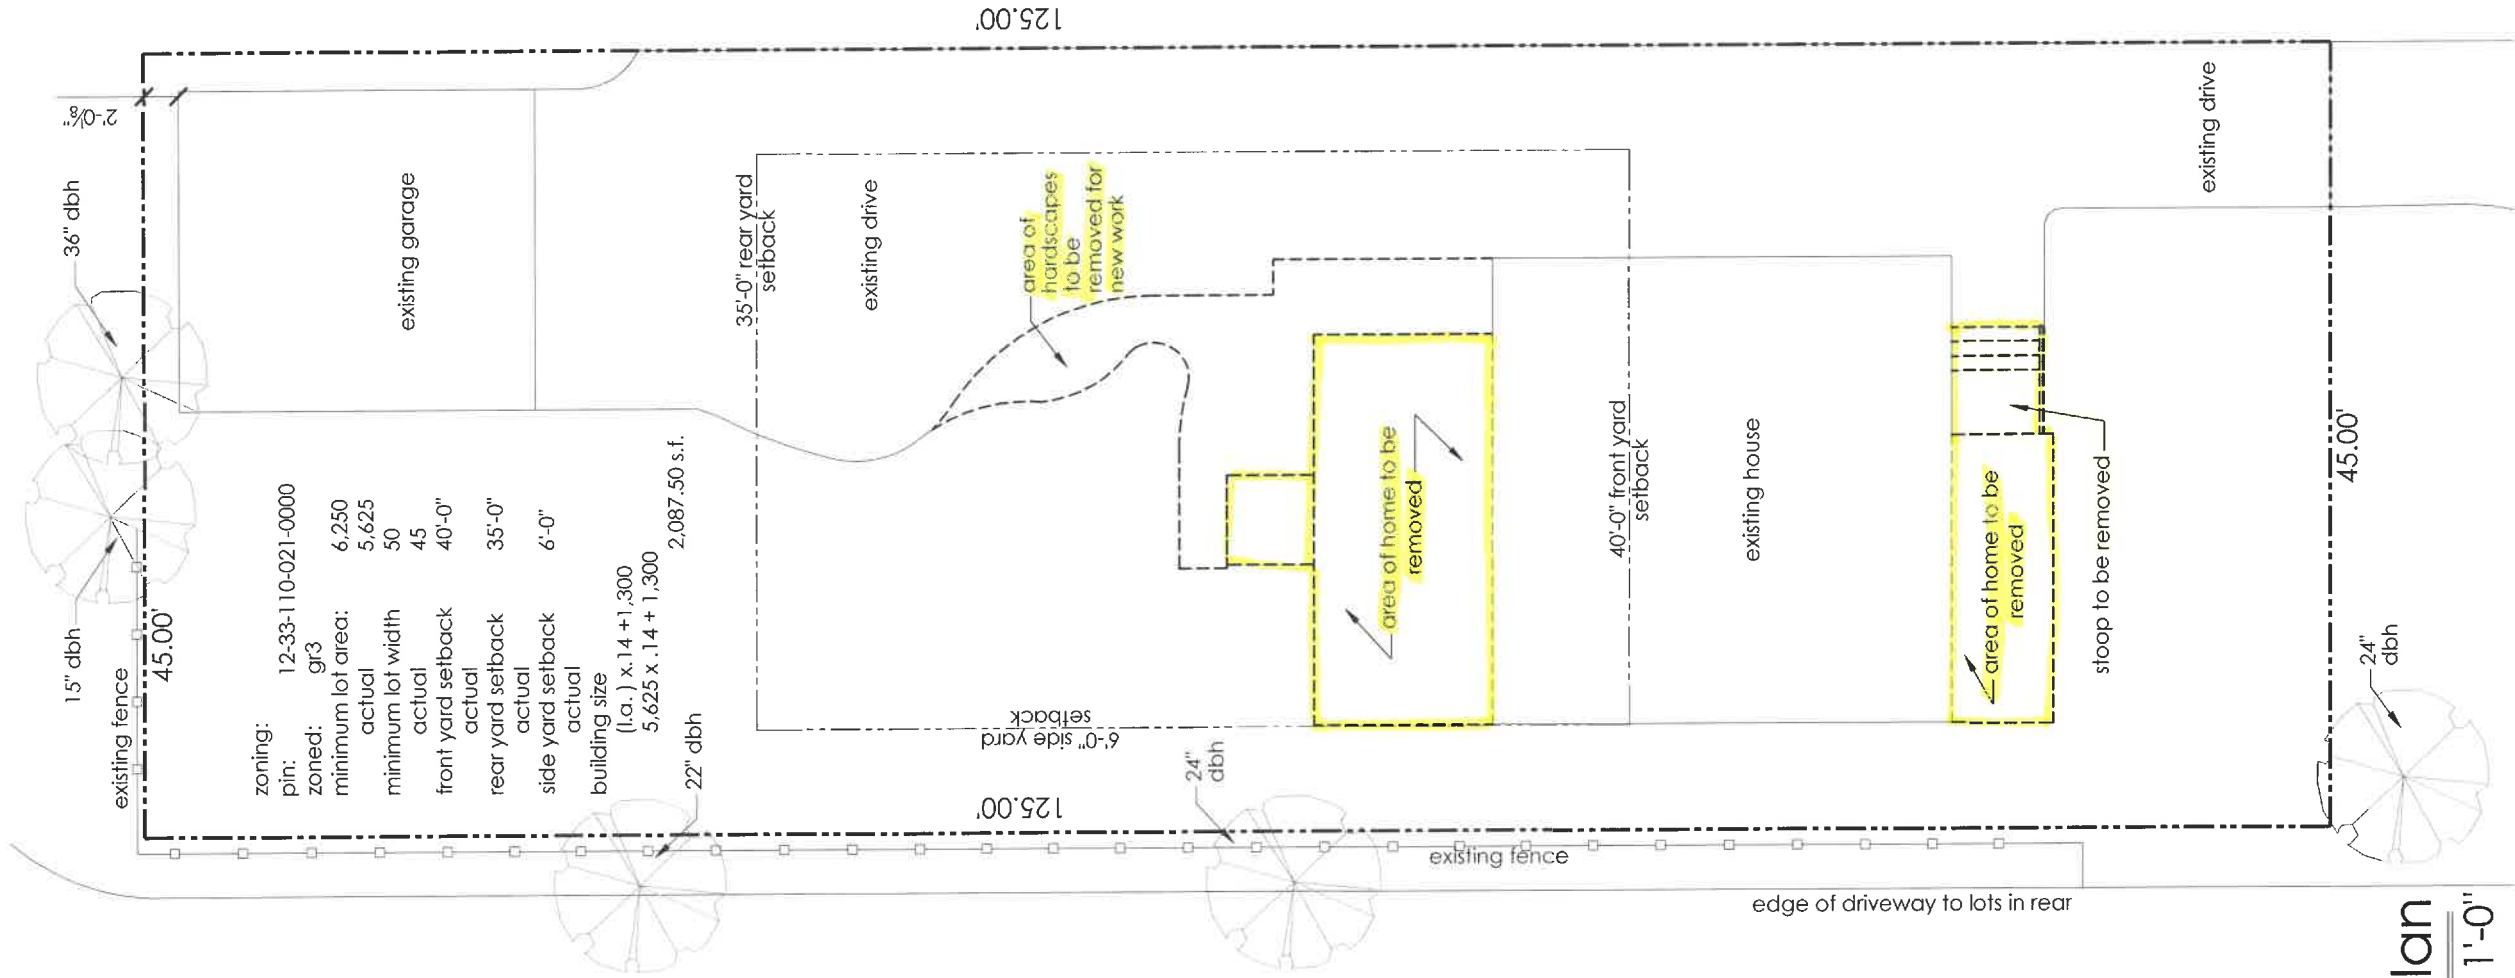 15" dbh
36" dbh
2'-0⅛"
existing fence
45.00'
existing garage
zoning:
pin: 12-33-110-021-0000
zoned: gr3
minimum lot area: 6,250
actual 5,625
minimum lot width 50
actual 45
front yard setback 40'-0"
actual
rear yard setback 35'-0"
actual
side yard setback 6'-0"
actual
building size
(l.a.) x.14 +1,300
5,625 x .14 + 1,300
2,087.50 s.f.
22" dbh
35'-0" rear yard
setback
existing drive
125.00'
125.00'
6'-0" side yard
setback
area of
hardscapes
to be
removed for
new work
24"
dbh
area of home to be
removed
existing fence
40'-0" front yard
setback
existing house
area of home to be
removed
stoop to be removed
existing drive
edge of driveway to lots in rear
45.00'
24"
dbh
lan
1'-0"